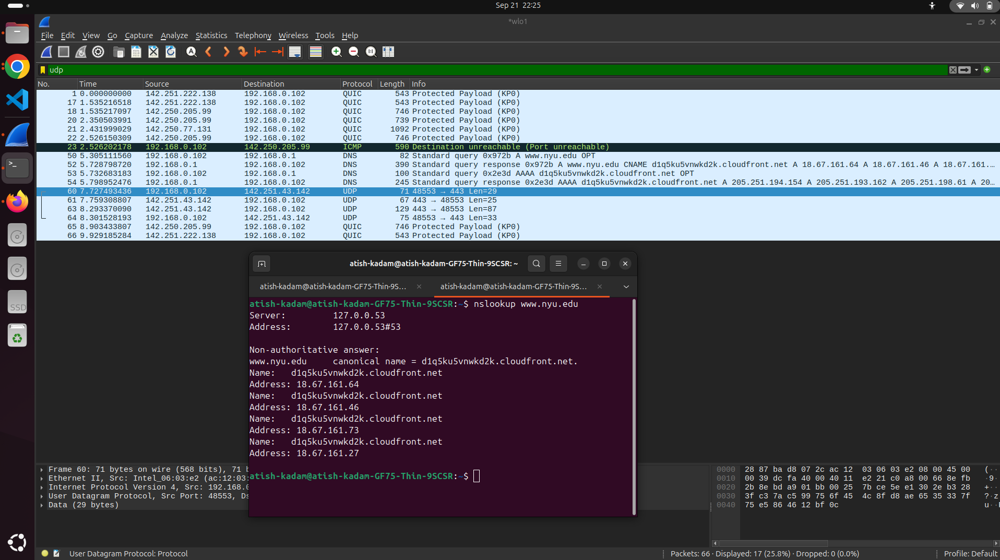 Sep 21 22:25
*wlo1
File Edit View Go Capture Analyze Statistics Telephony Wireless Tools Help
udp
No. Time Source Destination Protocol Length Info
1 0.000000000 142.251.222.138 192.168.0.102 QUIC 543 Protected Payload (KP0)
17 1.535216518 142.251.222.138 192.168.0.102 QUIC 543 Protected Payload (KP0)
18 1.535217097 142.250.205.99 192.168.0.102 QUIC 746 Protected Payload (KP0)
20 2.350503991 142.250.205.99 192.168.0.102 QUIC 739 Protected Payload (KP0)
21 2.431999029 142.250.77.131 192.168.0.102 QUIC 1092 Protected Payload (KP0)
22 2.526150309 142.250.205.99 192.168.0.102 QUIC 746 Protected Payload (KP0)
23 2.526202178 192.168.0.102 142.250.205.99 ICMP 590 Destination unreachable (Port unreachable)
50 5.305111560 192.168.0.102 192.168.0.1 DNS 82 Standard query 0x972b A www.nyu.edu OPT
52 5.728798720 192.168.0.1 192.168.0.102 DNS 390 Standard query response 0x972b A www.nyu.edu CNAME d1q5ku5vnwkd2k.cloudfront.net A 18.67.161.64 A 18.67.161.46 A 18.67.161.…
53 5.732683183 192.168.0.102 192.168.0.1 DNS 100 Standard query 0x2e3d AAAA d1q5ku5vnwkd2k.cloudfront.net OPT
54 5.798952476 192.168.0.1 192.168.0.102 DNS 245 Standard query response 0x2e3d AAAA d1q5ku5vnwkd2k.cloudfront.net A 205.251.194.154 A 205.251.193.162 A 205.251.198.61 A 20…
60 7.727493436 192.168.0.102 142.251.43.142 UDP 71 48553 → 443 Len=29
61 7.759308807 142.251.43.142 192.168.0.102 UDP 67 443 → 48553 Len=25
63 8.293370090 142.251.43.142 192.168.0.102 UDP 129 443 → 48553 Len=87
64 8.301528193 192.168.0.102 142.251.43.142 UDP 75 48553 → 443 Len=33
65 8.903433807 142.250.205.99 192.168.0.102 QUIC 746 Protected Payload (KP0)
66 9.929185284 142.251.222.138 192.168.0.102 QUIC 543 Protected Payload (KP0)
atish-kadam@atish-kadam-GF75-Thin-9SCSR: ~
atish-kadam@atish-kadam-GF75-Thin-9S… atish-kadam@atish-kadam-GF75-Thin-9S…
atish-kadam@atish-kadam-GF75-Thin-9SCSR:~$ nslookup www.nyu.edu
Server: 127.0.0.53
Address: 127.0.0.53#53
Non-authoritative answer:
www.nyu.edu canonical name = d1q5ku5vnwkd2k.cloudfront.net.
Name: d1q5ku5vnwkd2k.cloudfront.net
Address: 18.67.161.64
Name: d1q5ku5vnwkd2k.cloudfront.net
Address: 18.67.161.46
Name: d1q5ku5vnwkd2k.cloudfront.net
Address: 18.67.161.73
Name: d1q5ku5vnwkd2k.cloudfront.net
Address: 18.67.161.27
atish-kadam@atish-kadam-GF75-Thin-9SCSR:~$
SSD
Frame 60: 71 bytes on wire (568 bits), 71 b
Ethernet II, Src: Intel_06:03:e2 (ac:12:03:
Internet Protocol Version 4, Src: 192.168.0
User Datagram Protocol, Src Port: 48553, Ds
Data (29 bytes)
0000 28 87 ba d8 07 2c ac 12 03 06 03 e2 08 00 45 00 (··
0010 00 39 dc fa 40 00 40 11 e2 21 c0 a8 00 66 8e fb ·9·
0020 2b 8e bd a9 01 bb 00 25 7b ce 5e e1 30 2e b3 28 +··
0030 3f c3 7a c5 99 75 6f 45 4c 8f d8 ae 65 35 33 7f ?·z
0040 75 e5 86 46 12 bf 0c u··F
User Datagram Protocol: Protocol
Packets: 66 · Displayed: 17 (25.8%) · Dropped: 0 (0.0%)
Profile: Default